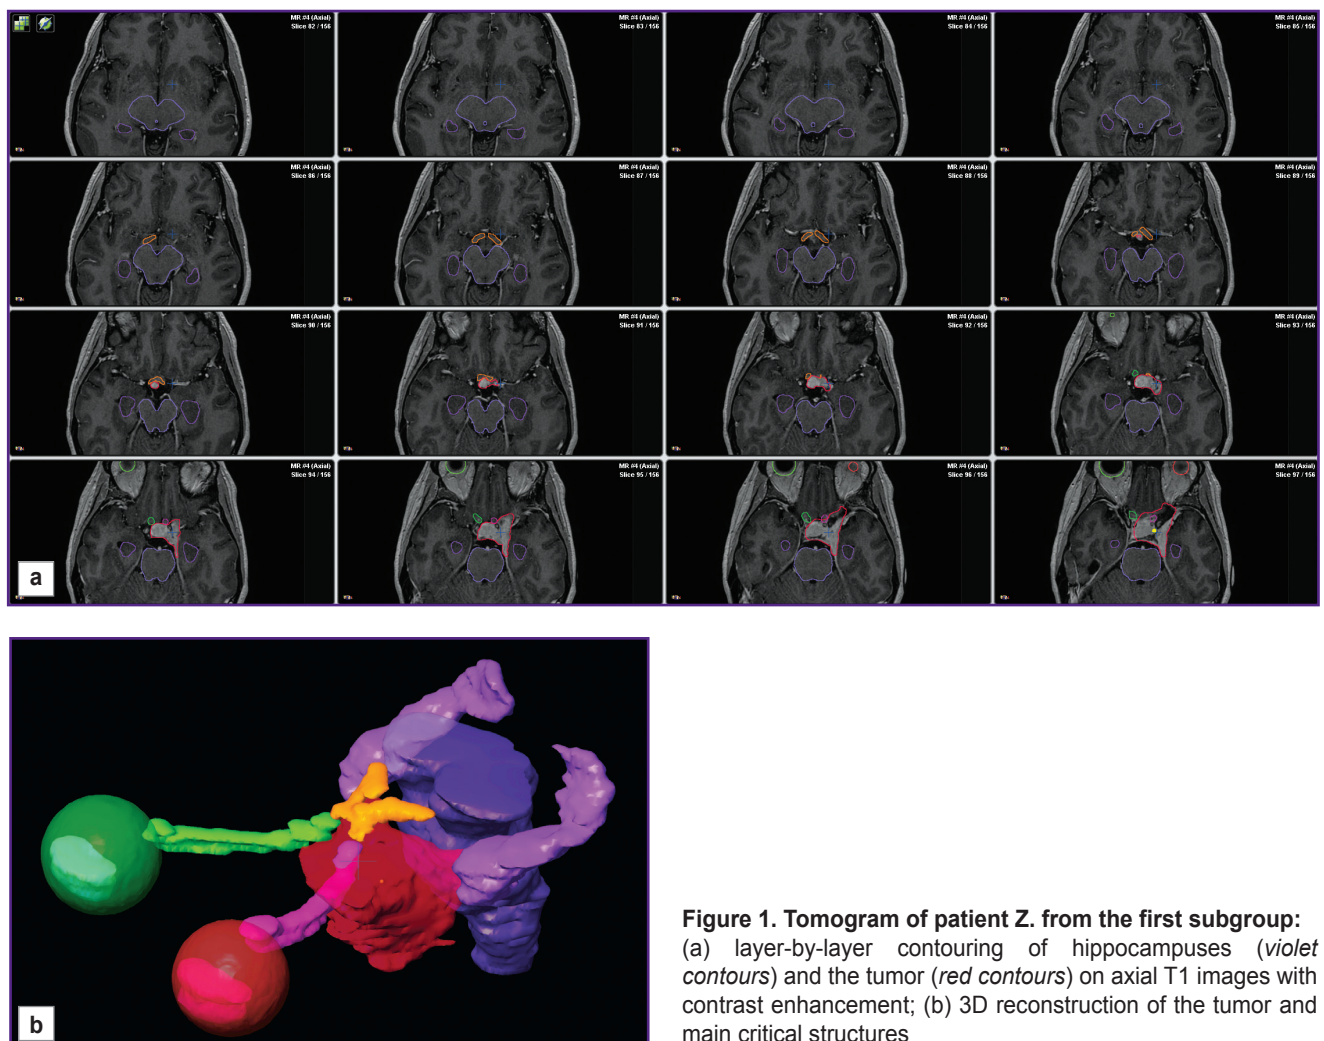 MR #4 (Axial)
Slice 82 / 156
MR #4 (Axial)
Slice 83 / 156
MR #4 (Axial)
Slice 84 / 156
MR #4 (Axial)
Slice 85 / 156
MR #4 (Axial)
Slice 86 / 156
MR #4 (Axial)
Slice 87 / 156
MR #4 (Axial)
Slice 88 / 156
MR #4 (Axial)
Slice 89 / 156
MR #4 (Axial)
Slice 90 / 156
MR #4 (Axial)
Slice 91 / 156
MR #4 (Axial)
Slice 92 / 156
MR #4 (Axial)
Slice 93 / 156
MR #4 (Axial)
Slice 94 / 156
MR #4 (Axial)
Slice 95 / 156
MR #4 (Axial)
Slice 96 / 156
MR #4 (Axial)
Slice 97 / 156
a
b
Figure 1. Tomogram of patient Z. from the first subgroup:
(a) layer-by-layer contouring of hippocampuses (violet
contours) and the tumor (red contours) on axial T1 images with
contrast enhancement; (b) 3D reconstruction of the tumor and
main critical structures